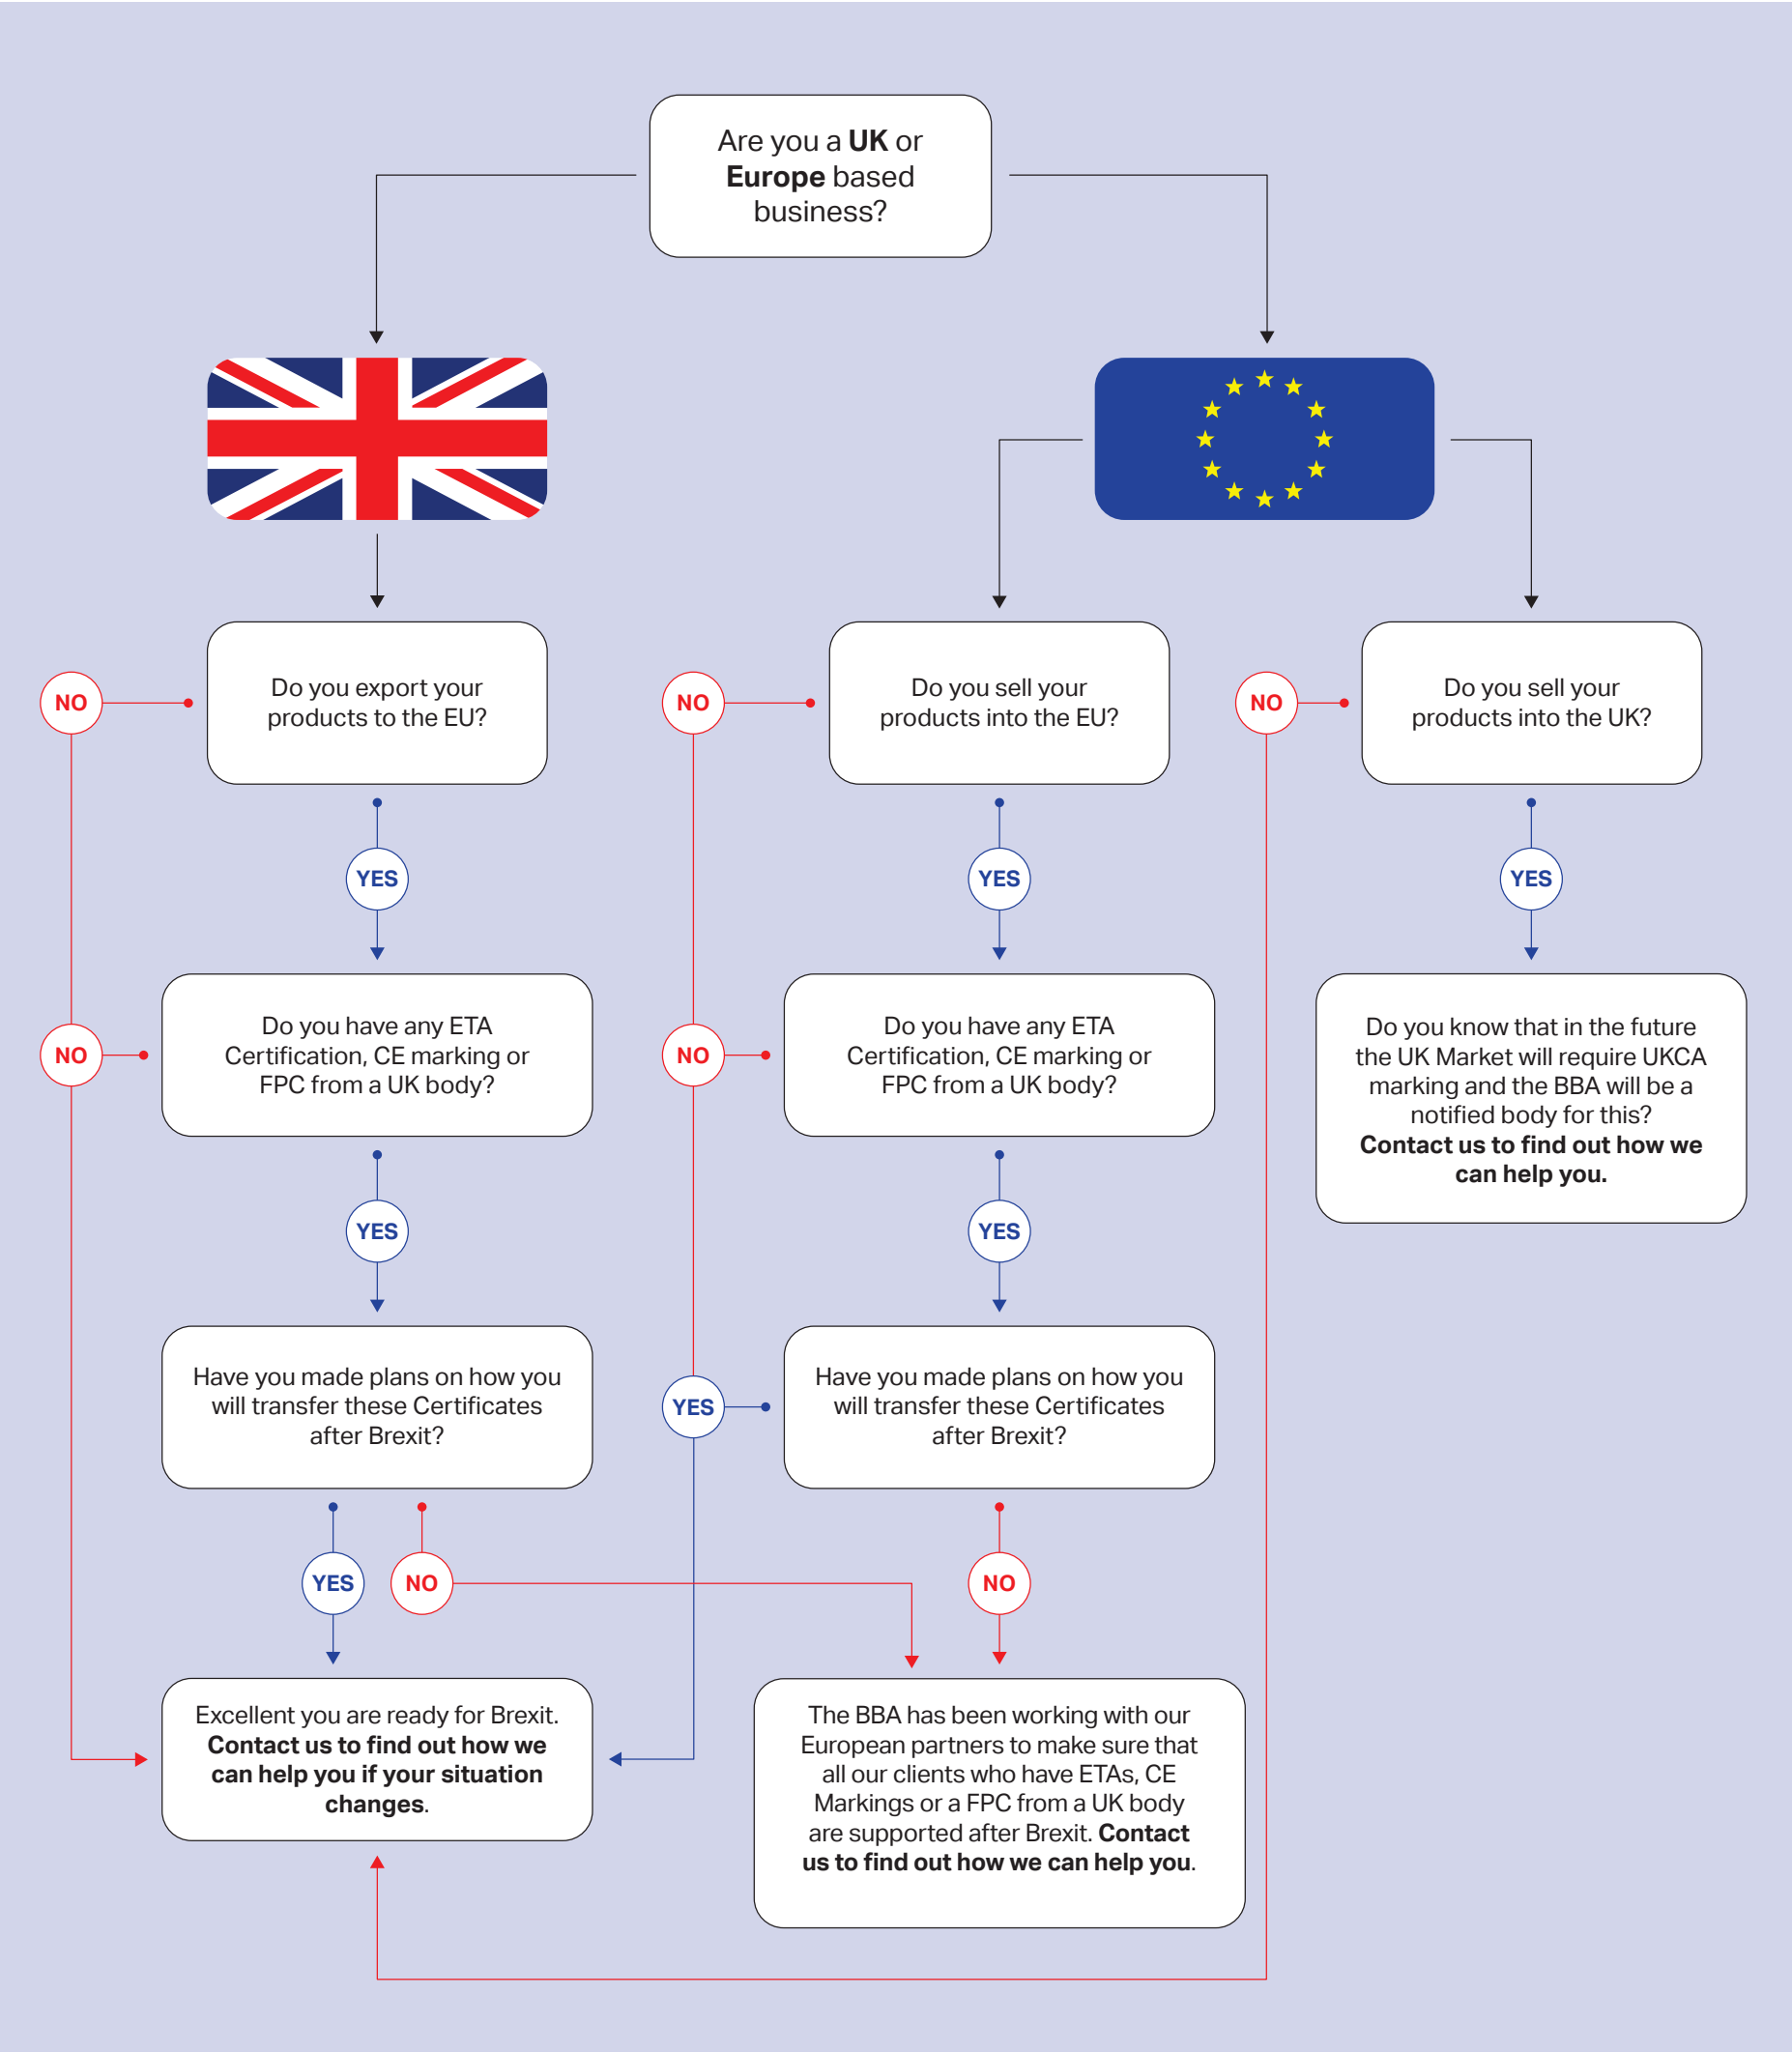 Are you a UK or
Europe based
business?
NO
Do you export your
products to the EU?
NO
Do you sell your
products into the EU?
NO
Do you sell your
products into the UK?
YES
YES
YES
NO
Do you have any ETA
Certification, CE marking or
FPC from a UK body?
NO
Do you have any ETA
Certification, CE marking or
FPC from a UK body?
Do you know that in the future
the UK Market will require UKCA
marking and the BBA will be a
notified body for this?
Contact us to find out how we
can help you.
YES
YES
Have you made plans on how you
will transfer these Certificates
after Brexit?
YES
Have you made plans on how you
will transfer these Certificates
after Brexit?
YES
NO
NO
Excellent you are ready for Brexit.
Contact us to find out how we
can help you if your situation
changes.
The BBA has been working with our
European partners to make sure that
all our clients who have ETAs, CE
Markings or a FPC from a UK body
are supported after Brexit. Contact
us to find out how we can help you.